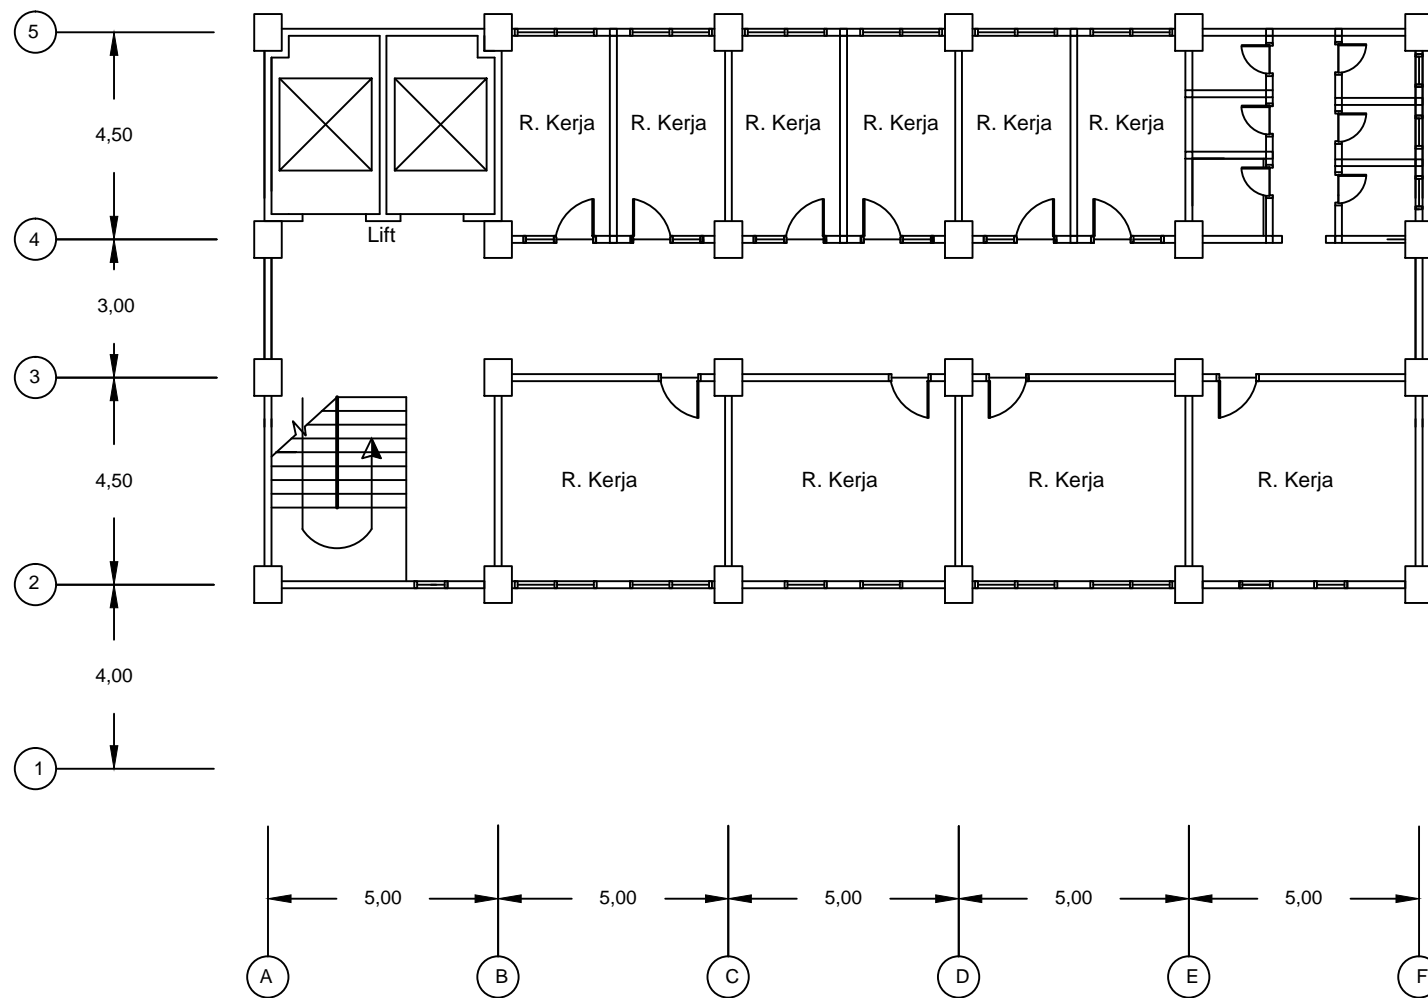 5
4,50
R. Kerja R. Kerja R. Kerja R. Kerja R. Kerja R. Kerja
4
Lift
3,00
3
4,50
R. Kerja R. Kerja R. Kerja R. Kerja
2
4,00
1
5,00 5,00 5,00 5,00 5,00
A B C D E F